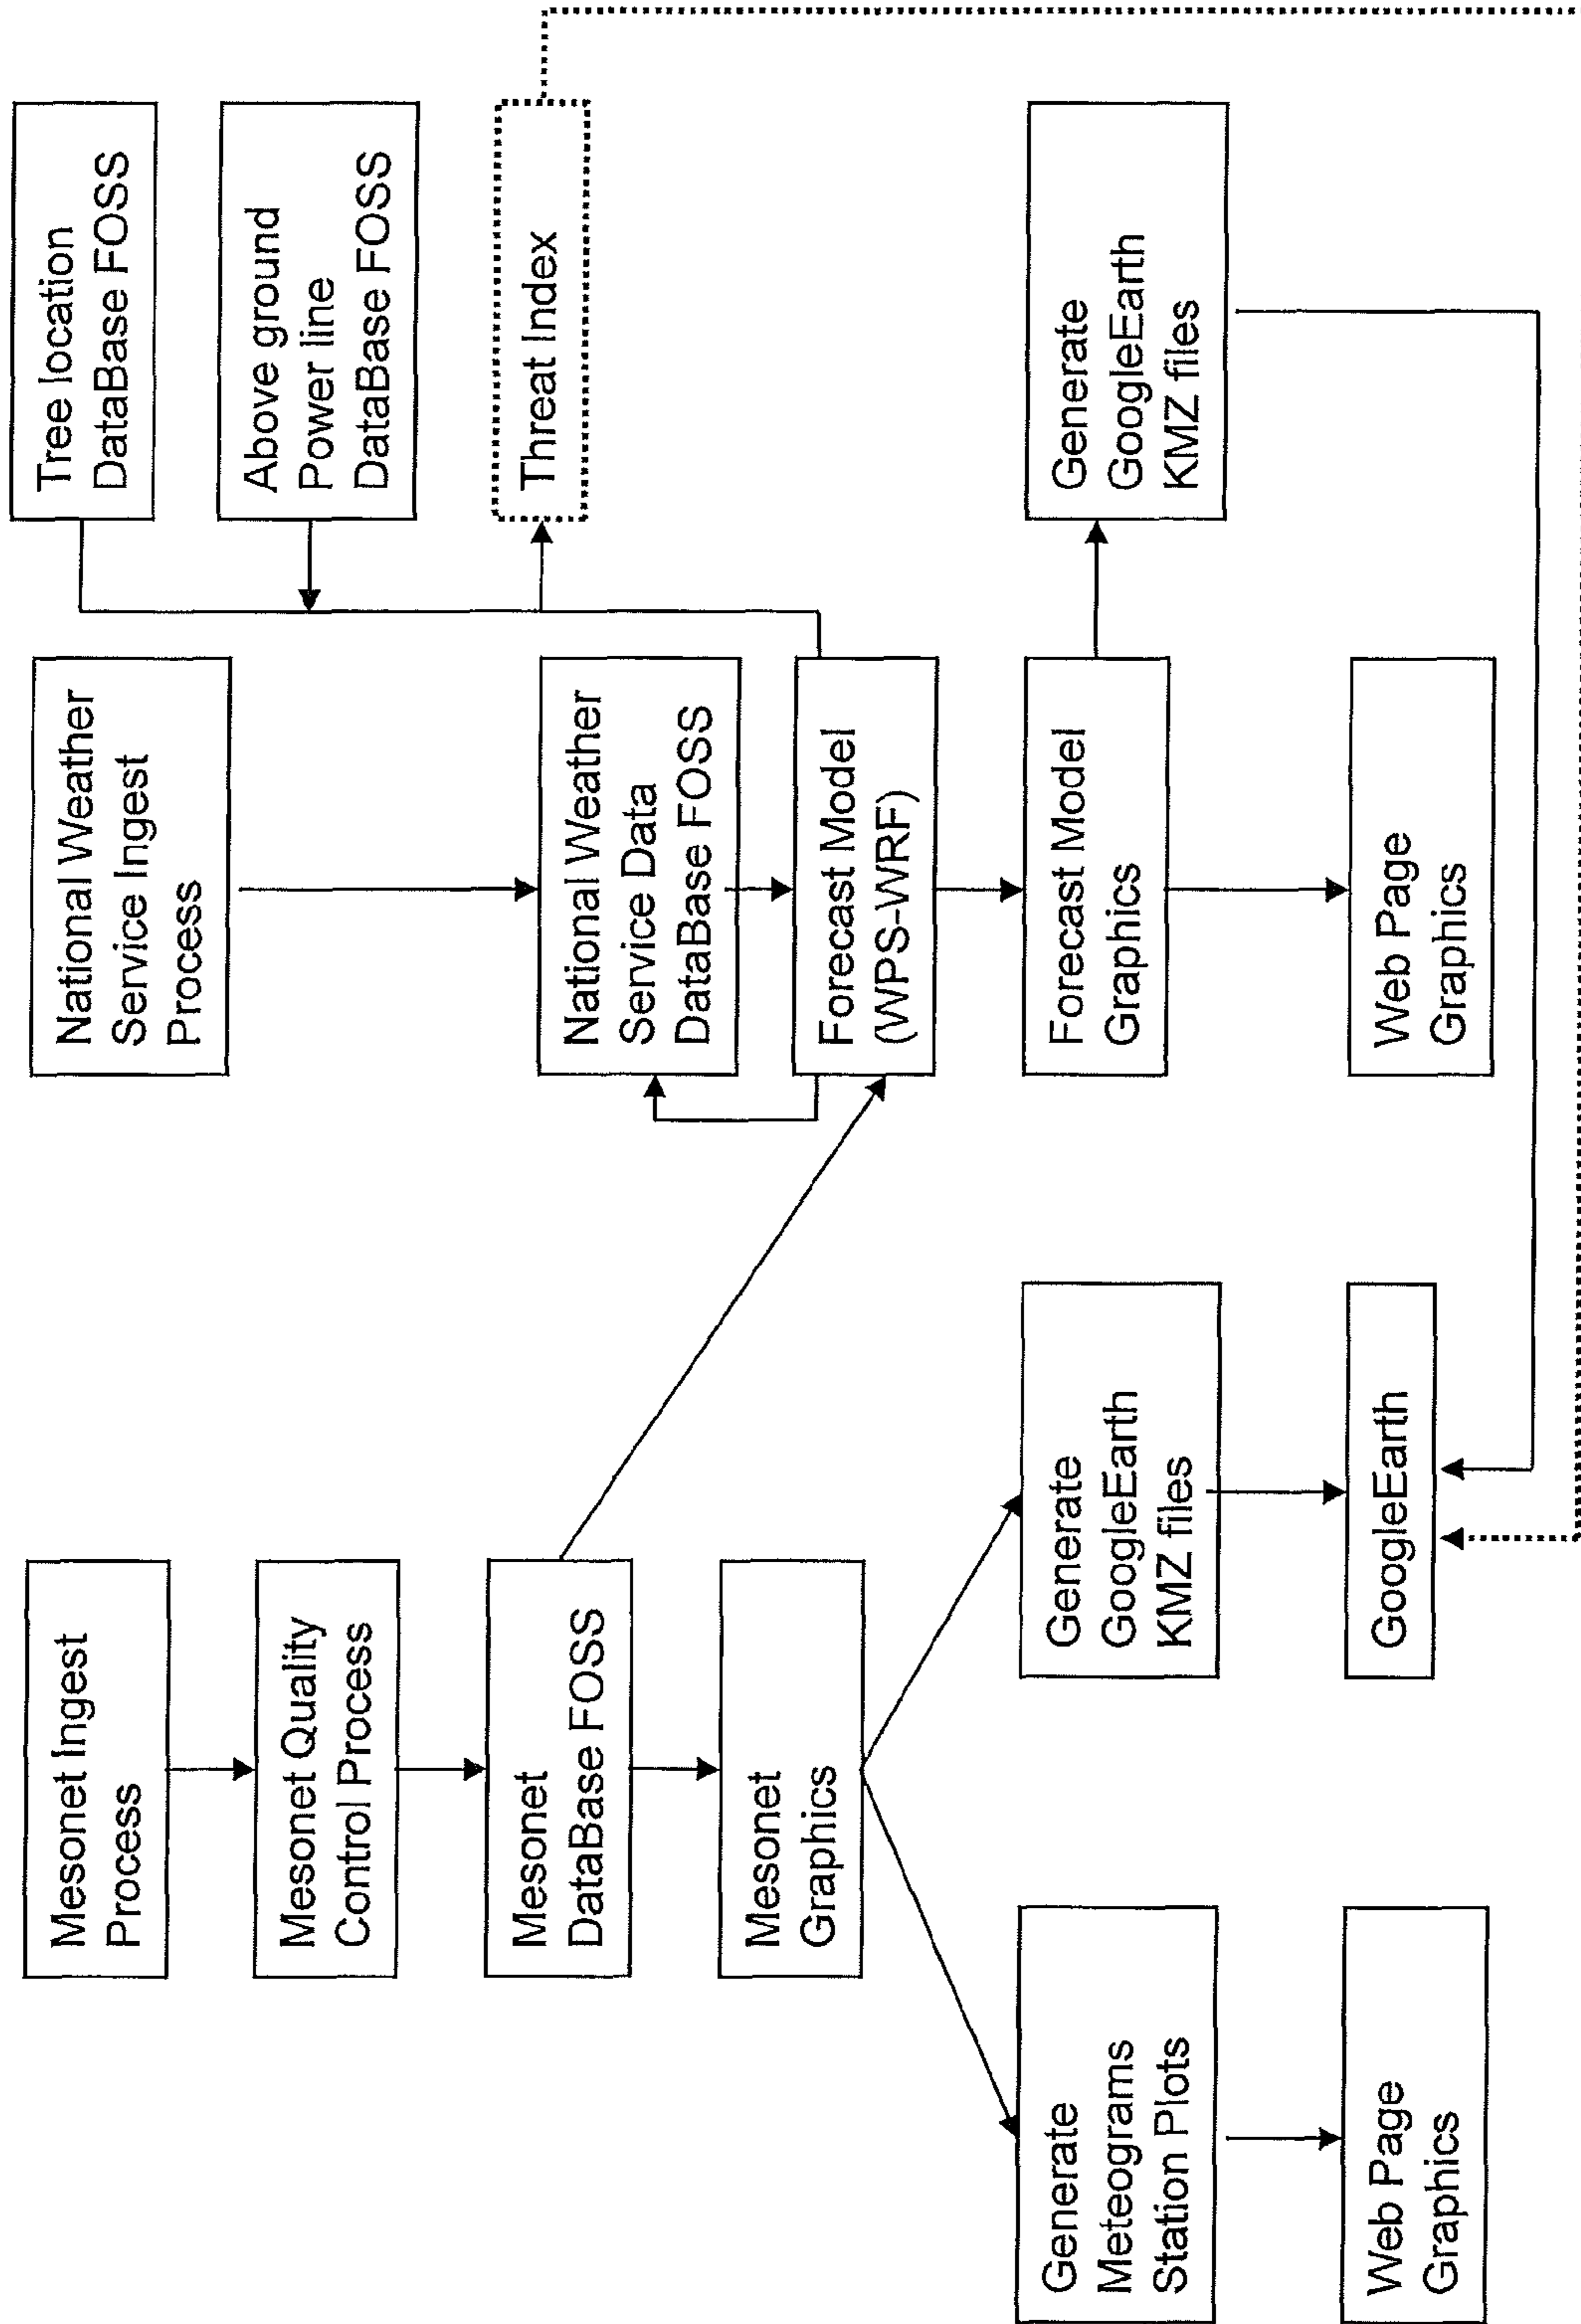 Mesonet Ingest
Process
Mesonet Quality
Control Process
Mesonet
DataBase FOSS
Mesonet
Graphics
Generate
Meteograms
Station Plots
Web Page
Graphics
Generate
GoogleEarth
KMZ files
GoogleEarth
National Weather
Service Ingest
Process
National Weather
Service Data
DataBase FOSS
Forecast Model
(WPS-WRF)
Forecast Model
Graphics
Web Page
Graphics
Tree location
DataBase FOSS
Above ground
Power line
DataBase FOSS
Threat Index
Generate
GoogleEarth
KMZ files